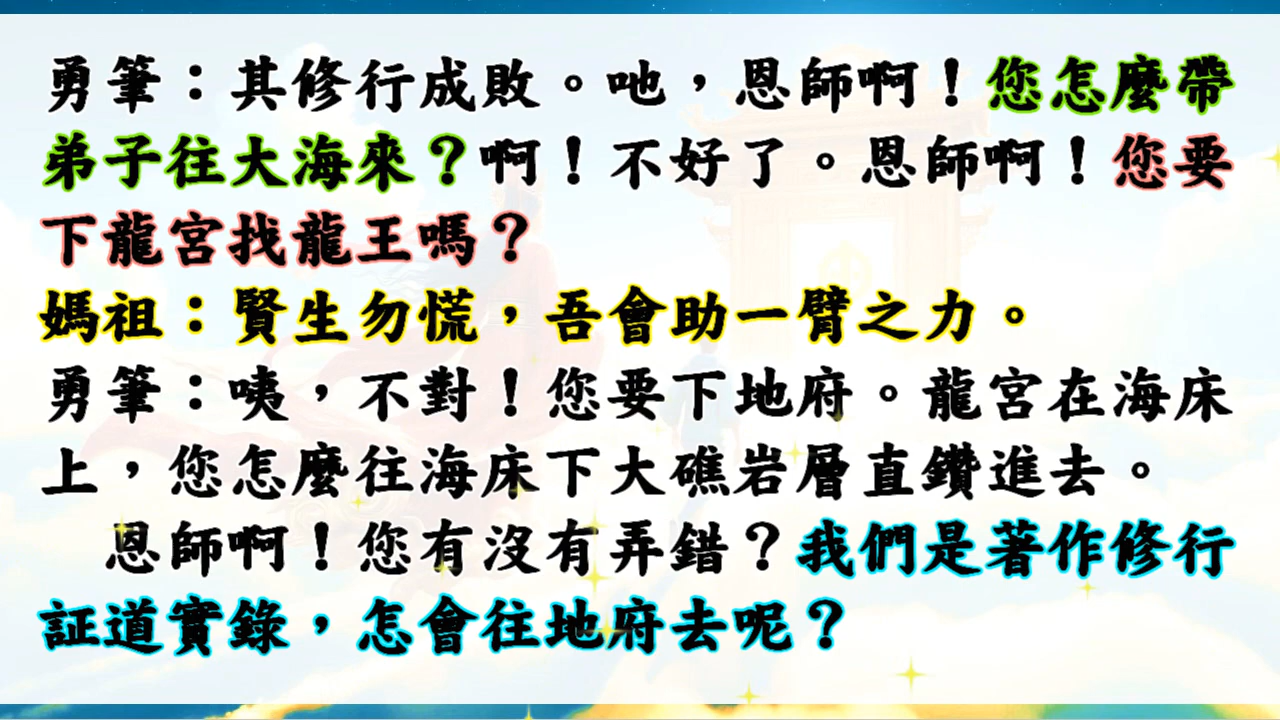 勇筆：其修行成敗。吔，恩師啊！您怎麼帶
弟子往大海來？啊！不好了。恩師啊！您要
下龍宮找龍王嗎？
媽祖：賢生勿慌，吾會助一臂之力。
勇筆：咦，不對！您要下地府。龍宮在海床
上，您怎麼往海床下大礁岩層直鑽進去。
恩師啊！您有沒有弄錯？我們是著作修行
証道實錄，怎會往地府去呢？